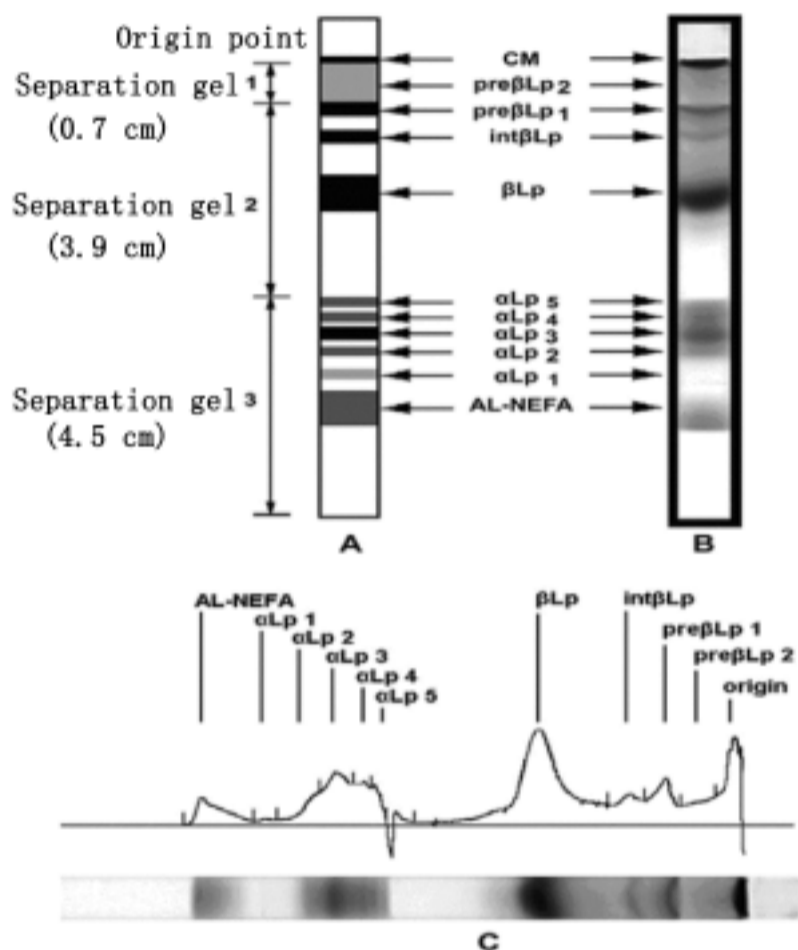 Origin point
Separation gel 1
(0.7 cm)
Separation gel 2
(3.9 cm)
Separation gel 3
(4.5 cm)
CM
preβLp 2
preβLp 1
intβLp
βLp
αLp 5
αLp 4
αLp 3
αLp 2
αLp 1
AL-NEFA
A
B
AL-NEFA
αLp 1
αLp 2
αLp 3
αLp 4
αLp 5
βLp
intβLp
preβLp 1
preβLp 2
origin
C